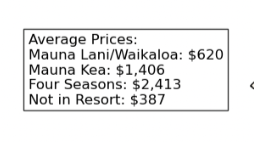 Average Prices:
Mauna Lani/Waikaloa: $620
Mauna Kea: $1,406
Four Seasons: $2,413
Not in Resort: $387